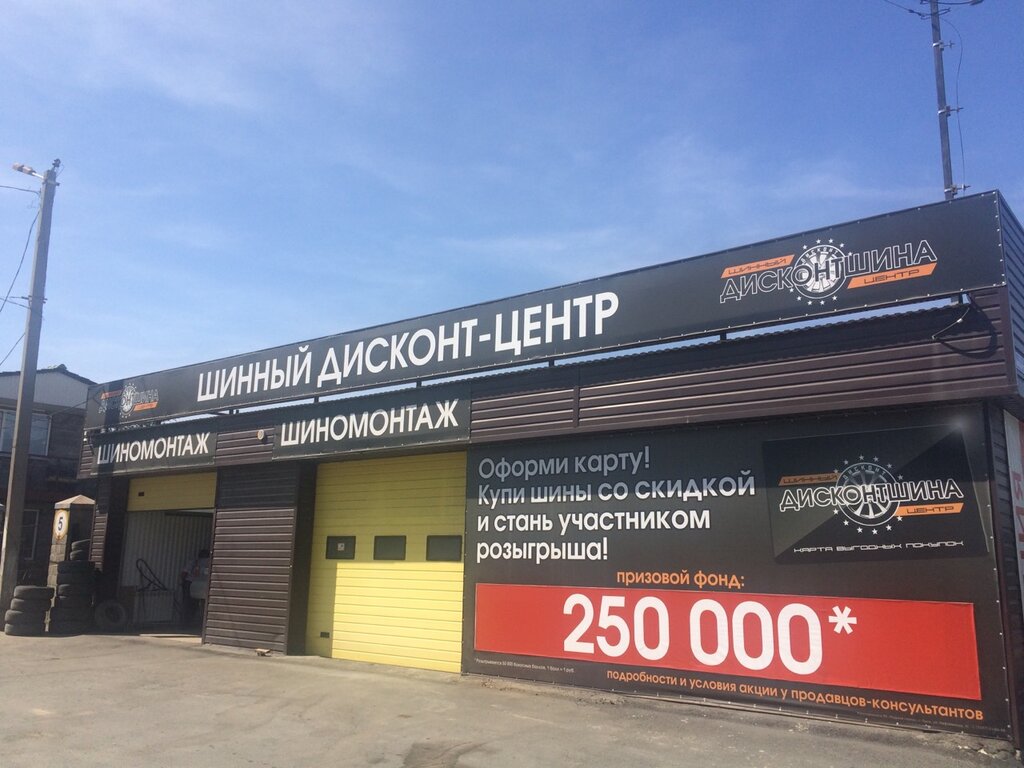 ШИННЫЙ ДИСКОНТ-ЦЕНТР
ШИННЫЙ
ДИСКОНТШИНА
ЦЕНТР
ШИНОМОНТАЖ
ШИНОМОНТАЖ
5
Оформи карту!
Купи шины со скидкой
и стань участником
розыгрыша!
ШИННЫЙ
ДИСКОНТШИНА
ЦЕНТР
КАРТА ВЫГОДНЫХ ПОКУПОК
призовой фонд:
250 000*
подробности и условия акции у продавцов-консультантов